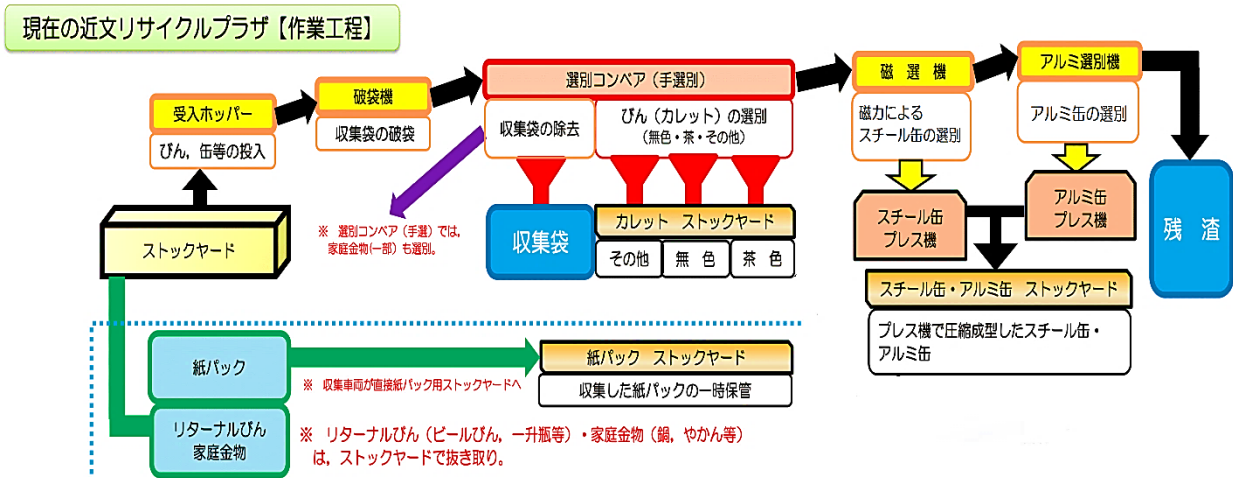 現在の近文リサイクルプラザ【作業工程】
受入ホッパー
びん，缶等の投入
ストックヤード
破袋機
収集袋の破袋
選別コンベア（手選別）
収集袋の除去
びん（カレット）の選別
（無色・茶・その他）
※　選別コンベア（手選）では，
家庭金物(一部）も選別。
収集袋
カレット　ストックヤード
その他
無　色
茶　色
磁　選　機
磁力による
スチール缶の選別
アルミ選別機
アルミ缶の選別
スチール缶
プレス機
アルミ缶
プレス機
残　渣
スチール缶・アルミ缶　ストックヤード
プレス機で圧縮成型したスチール缶・
アルミ缶
紙パック
※　収集車両が直接紙パック用ストックヤードへ
紙パック　ストックヤード
収集した紙パックの一時保管
リターナルびん
家庭金物
※　リターナルびん（ビールびん，一升瓶等）・家庭金物（鍋，やかん等）
は，ストックヤードで抜き取り。